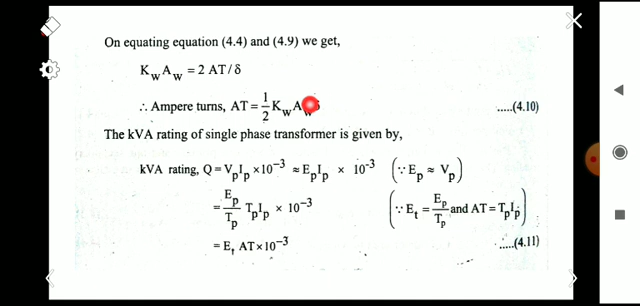 On equating equation (4.4) and (4.9) we get,
K_w A_w = 2 AT/δ
∴ Ampere turns, AT = 1/2 K_w A_w .....(4.10)
The kVA rating of single phase transformer is given by,
kVA rating, Q = V_p I_p × 10⁻³ ≈ E_p I_p × 10⁻³ (∵ E_p ≈ V_p)
= E_p/T_p T_p I_p × 10⁻³ (∵ E_t = E_p/T_p and AT = T_p I_p)
= E_t AT × 10⁻³ .....(4.11)